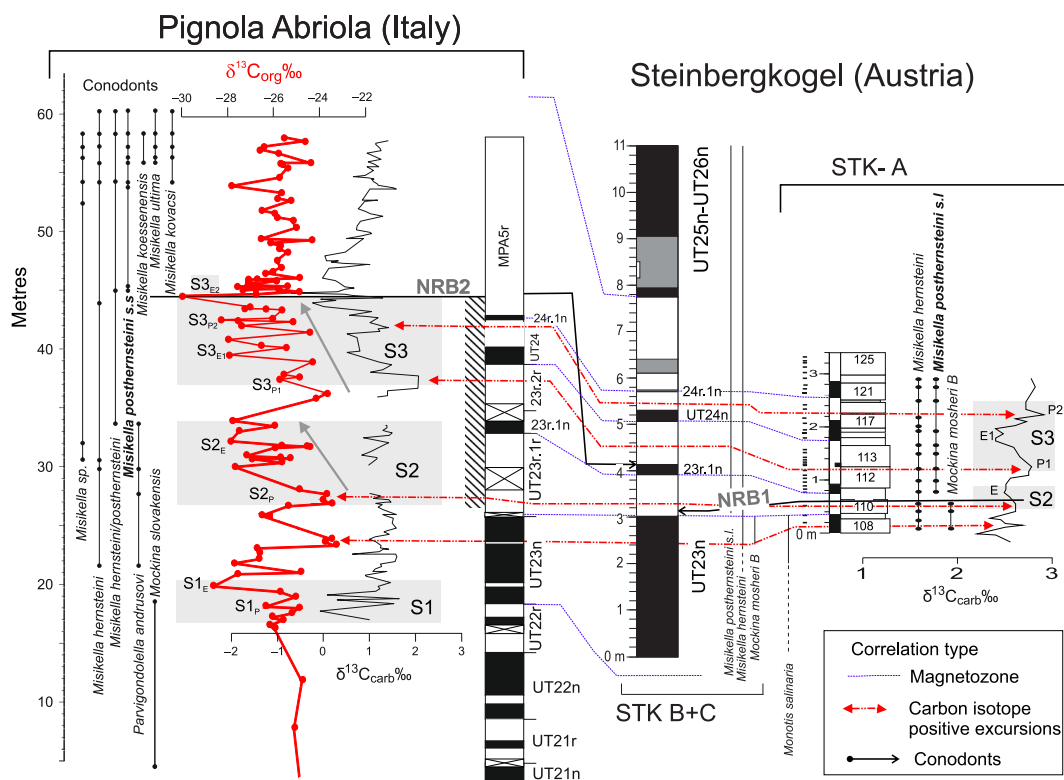 Pignola Abriola (Italy)
Steinbergkogel (Austria)
Conodonts
δ13Corg‰
−30 −28 −26 −24 −22
Metres
60
50
40
30
20
10
Misikella sp.
Misikella hernsteini
Misikella hernsteini/posthernsteini
Misikella posthernsteini s.s
Misikella koessenensis
Misikella ultima
Misikella kovacsi
Parvigondolella andrusovi
Mockina slovakensis
S3E2
S3P2
S3E1
S3P1
S3
NRB2
S2E
S2P
S2
S1E
S1P
S1
−2 −1 0 1 2 3
δ13Ccarb‰
MPA5r
24r.1n
UT24
23r.2r
23r.1n
UT23r.1r
UT23n
UT22r
UT22n
UT21r
UT21n
11
10
9
8
7
6
5
4
3
2
1
0 m
UT25n-UT26n
24r.1n
UT24n
23r.1n
NRB1
UT23n
Misikella posthernsteini s.l.
Misikella hernsteini
Mockina mosheri B
STK B+C
STK- A
3
2
1
0 m
125
121
117
113
112
110
108
Monotis salinaria
Misikella hernsteini
Misikella posthernsteini s.l
Mockina mosheri B
P2
S3
E1
P1
E
S2
1 2 3
δ13Ccarb‰
Correlation type
Magnetozone
Carbon isotope
positive excursions
Conodonts